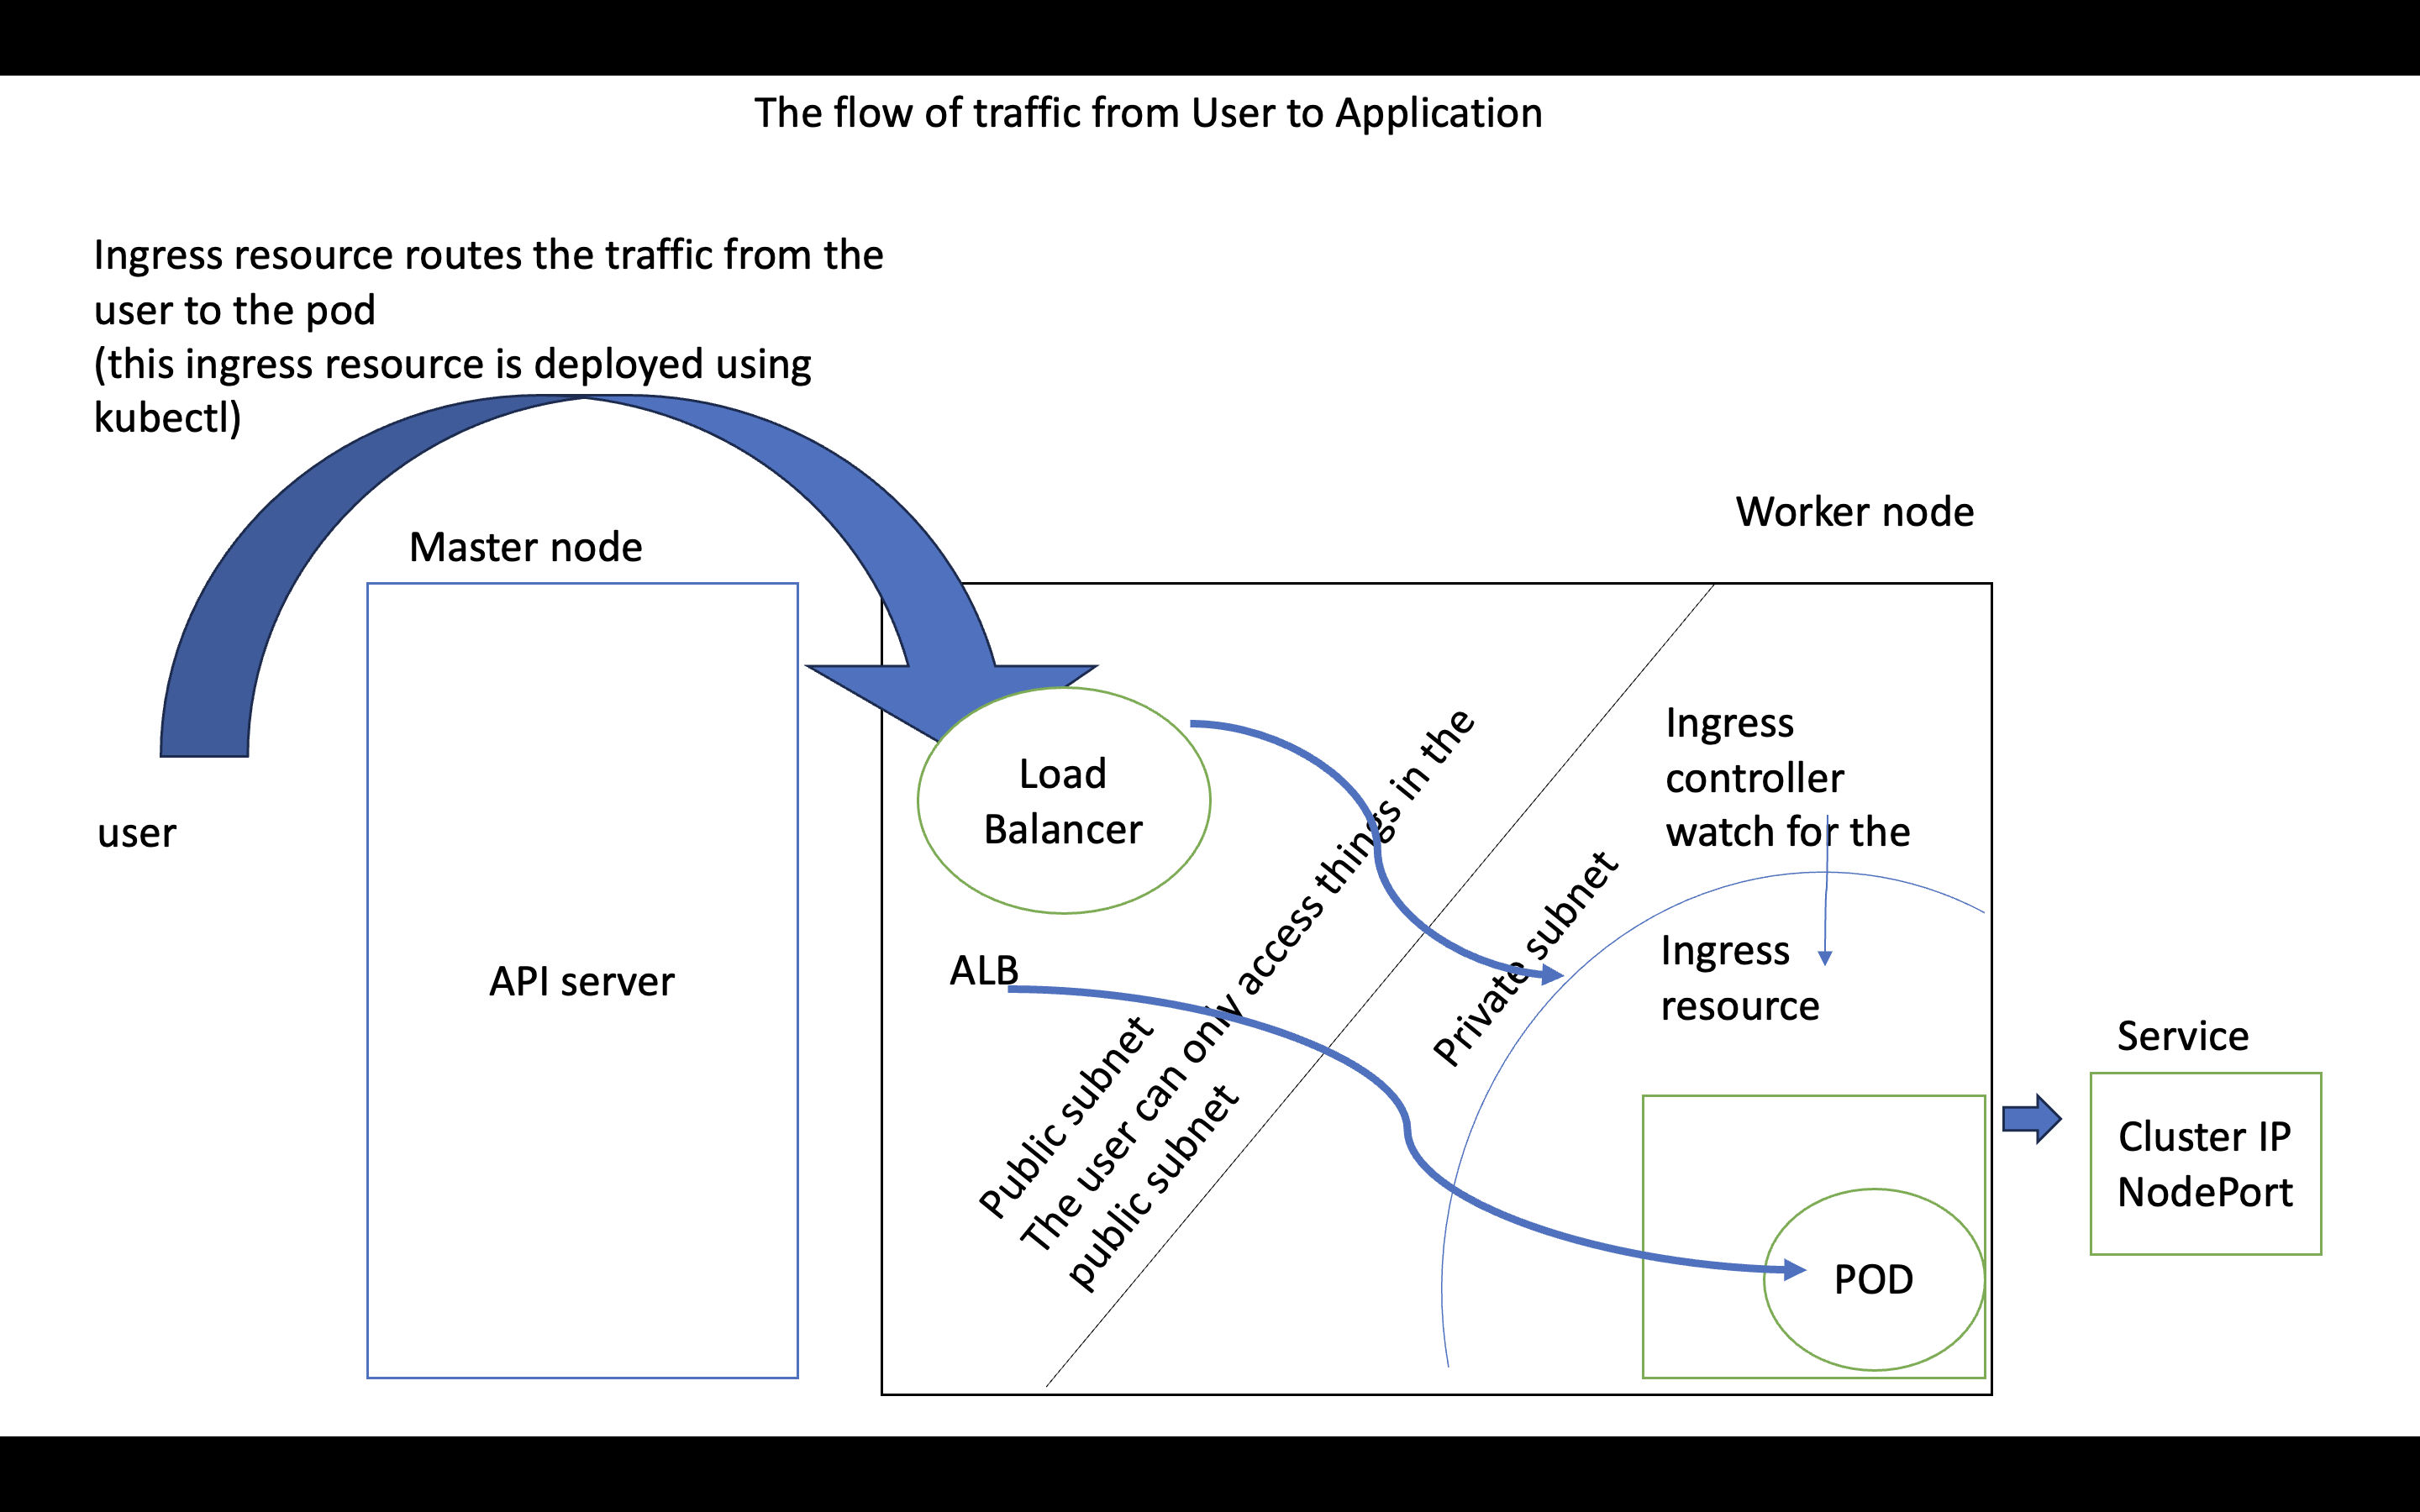 The flow of traffic from User to Application
Ingress resource routes the traffic from the
user to the pod
(this ingress resource is deployed using
kubectl)
Master node
Worker node
user
API server
Load
Balancer
ALB
Public subnet
The user can only access things in the
public subnet
Private subnet
Ingress
controller
watch for the
Ingress
resource
POD
Service
Cluster IP
NodePort